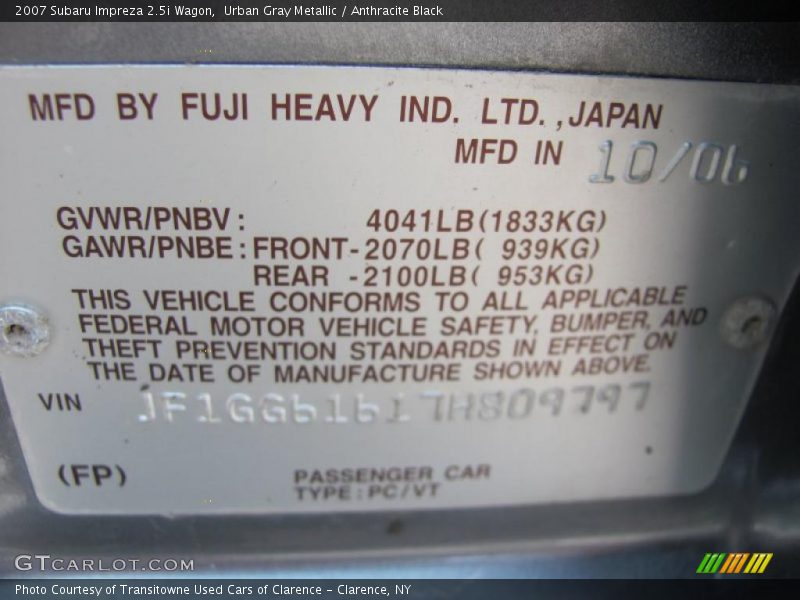 2007 Subaru Impreza 2.5i Wagon, Urban Gray Metallic / Anthracite Black
MFD BY FUJI HEAVY IND. LTD.,JAPAN
MFD IN 10/06
GVWR/PNBV: 4041LB(1833KG)
GAWR/PNBE: FRONT-2070LB( 939KG)
REAR -2100LB( 953KG)
THIS VEHICLE CONFORMS TO ALL APPLICABLE
FEDERAL MOTOR VEHICLE SAFETY, BUMPER, AND
THEFT PREVENTION STANDARDS IN EFFECT ON
THE DATE OF MANUFACTURE SHOWN ABOVE.
VIN JF1GG61617H809797
(FP) PASSENGER CAR
TYPE:PC/VT
GTCARLOT.COM
Photo Courtesy of Transitowne Used Cars of Clarence - Clarence, NY